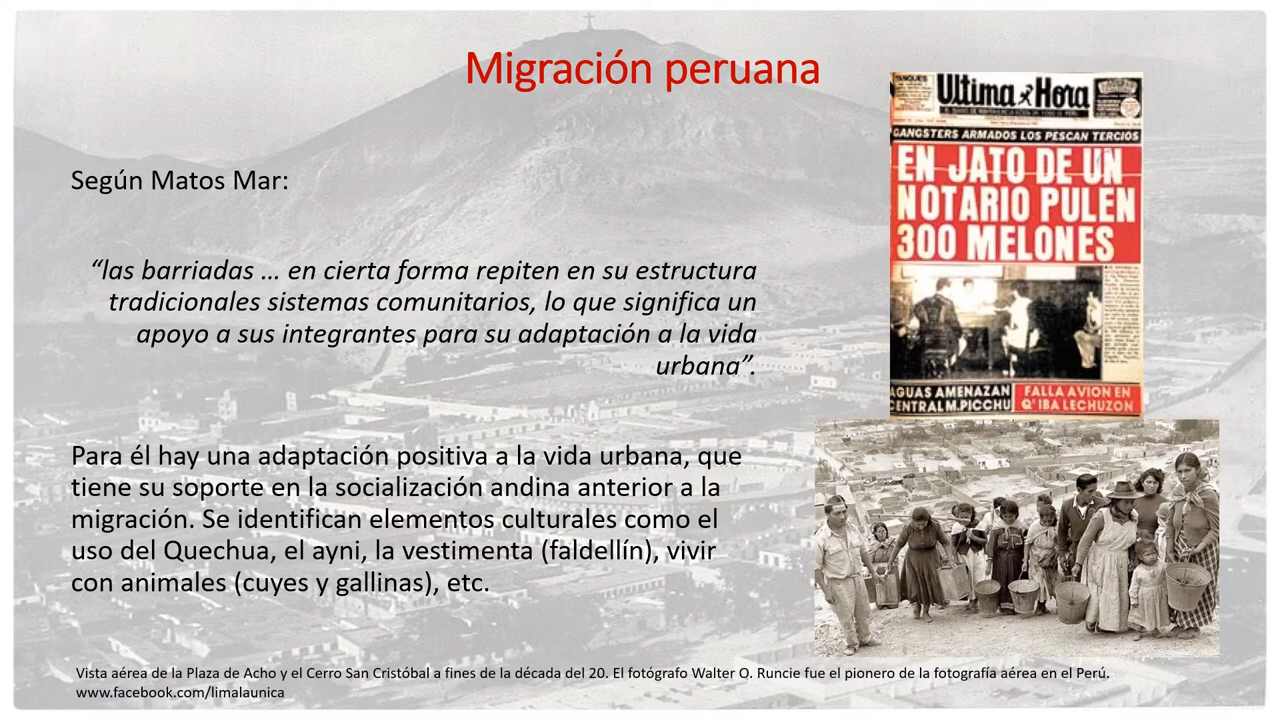 Migración peruana
Según Matos Mar:
“las barriadas … en cierta forma repiten en su estructura
tradicionales sistemas comunitarios, lo que significa un
apoyo a sus integrantes para su adaptación a la vida
urbana”.
Para él hay una adaptación positiva a la vida urbana, que
tiene su soporte en la socialización andina anterior a la
migración. Se identifican elementos culturales como el
uso del Quechua, el ayni, la vestimenta (faldellín), vivir
con animales (cuyes y gallinas), etc.
Ultima Hora
GANGSTERS ARMADOS LOS PESCAN TERCIOS
EN JATO DE UN
NOTARIO PULEN
300 MELONES
AGUAS AMENAZAN
CENTRAL M.PICCHU
FALLA AVION EN
Q' IBA LECHUZON
Vista aérea de la Plaza de Acho y el Cerro San Cristóbal a fines de la década del 20. El fotógrafo Walter O. Runcie fue el pionero de la fotografía aérea en el Perú.
www.facebook.com/limalaunica